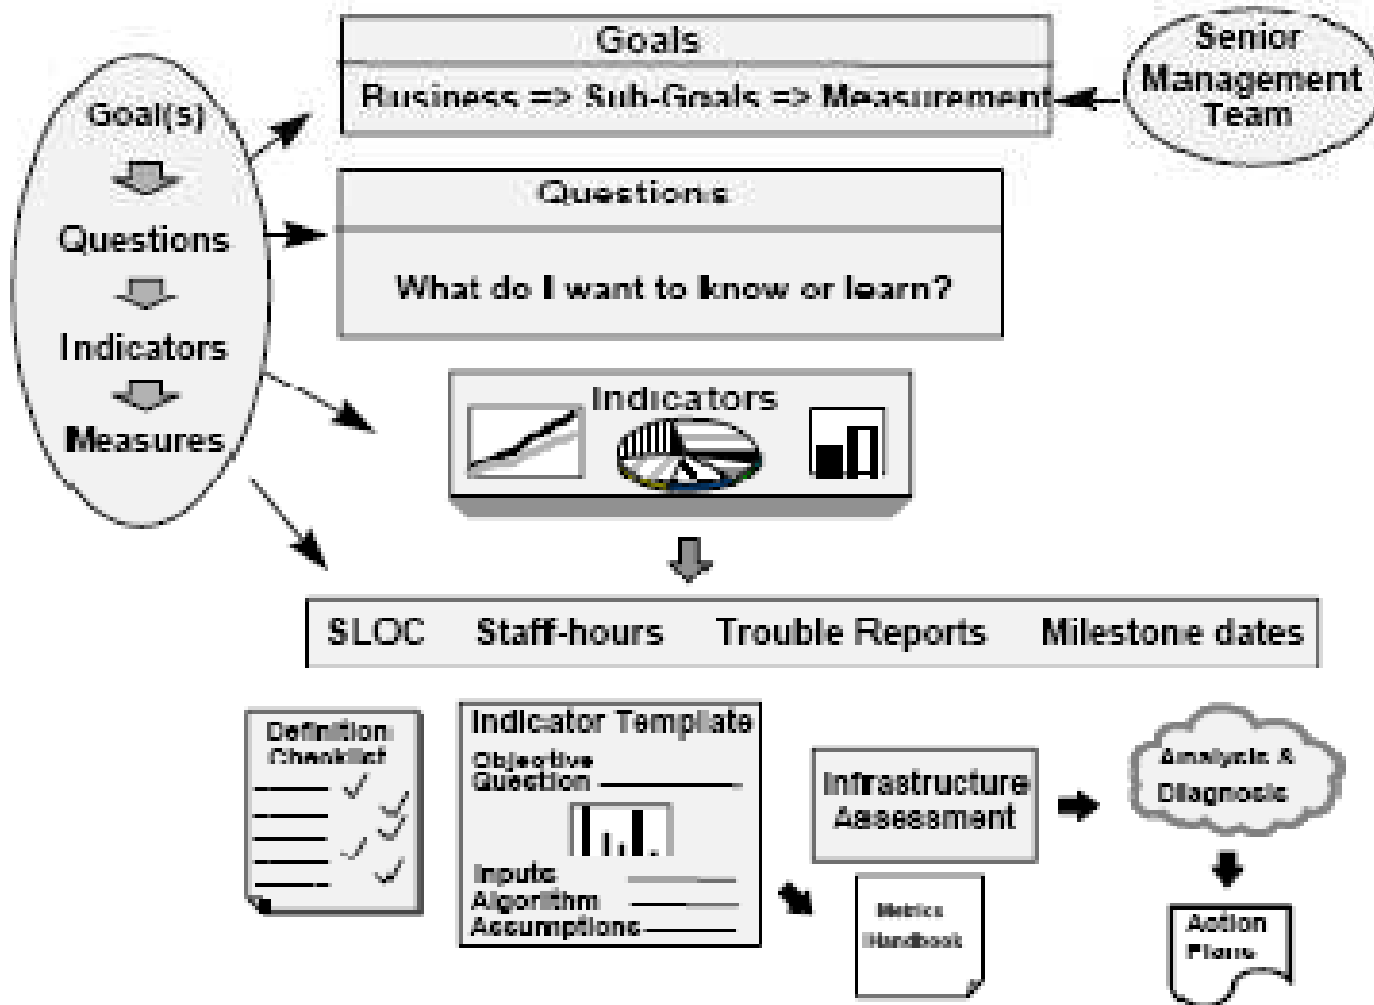 Goal(s)
Questions
Indicators
Measures
Goals
Business => Sub-Goals => Measurement
Senior
Management
Team
Questions
What do I want to know or learn?
Indicators
SLOC Staff-hours Trouble Reports Milestone dates
Definition
Checklist
Indicator Template
Objective
Question
Inputs
Algorithm
Assumptions
Infrastructure
Assessment
Metrics
Handbook
Analysis &
Diagnosis
Action
Plans